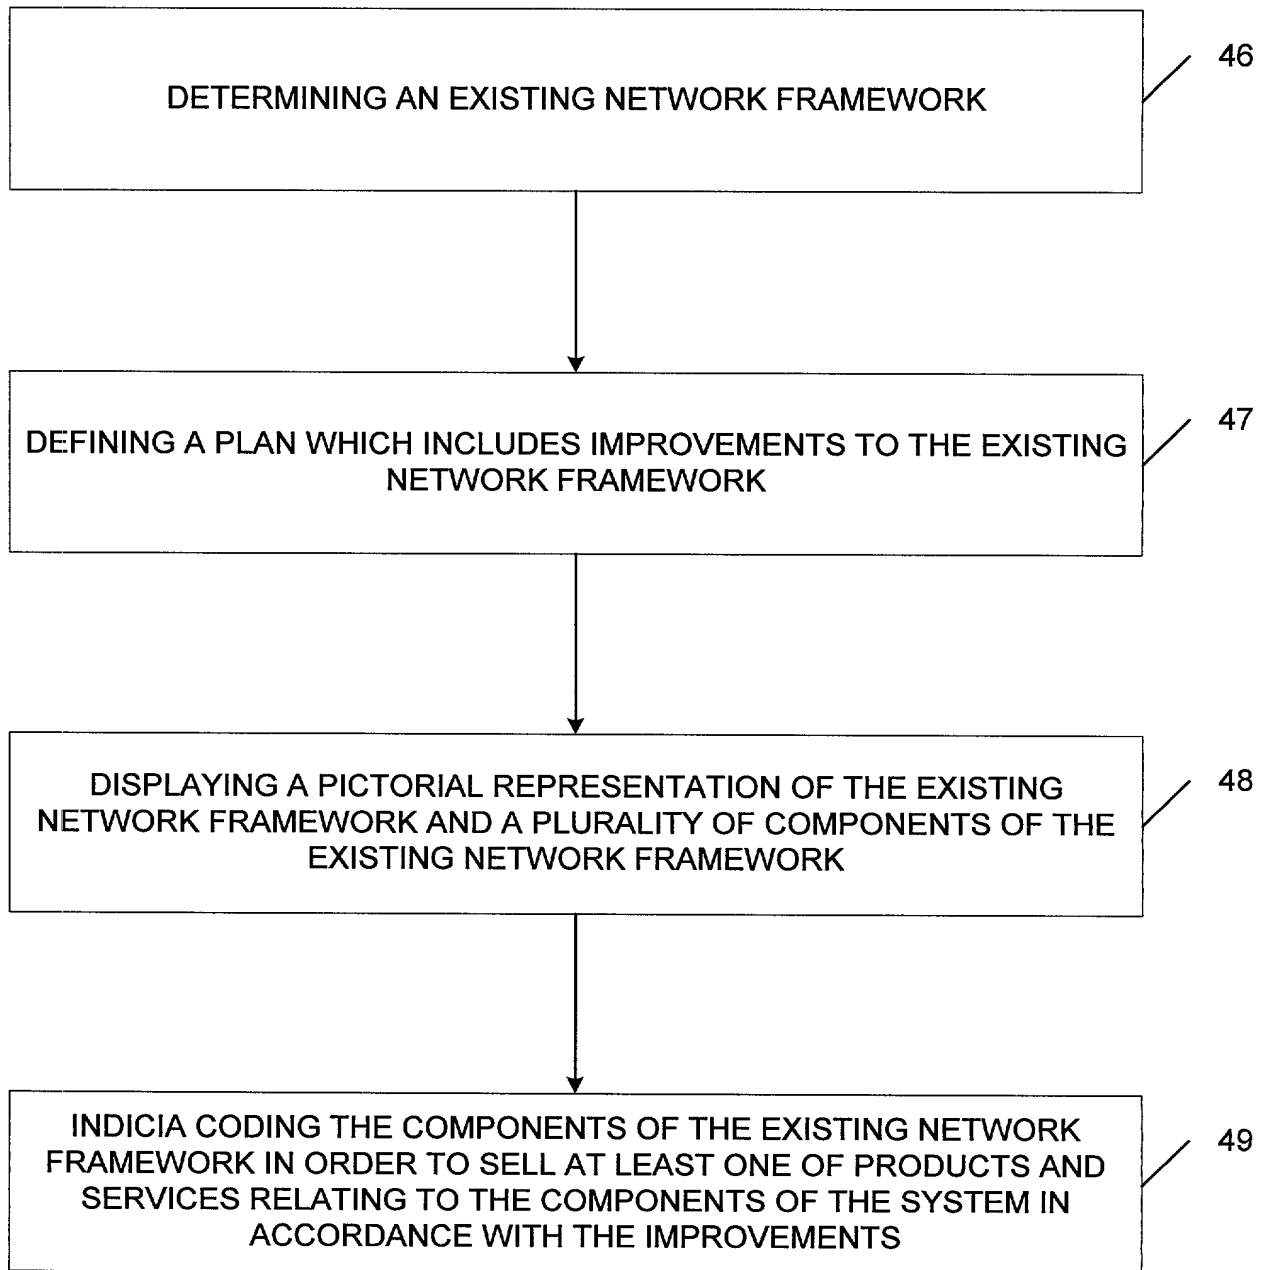 DETERMINING AN EXISTING NETWORK FRAMEWORK
46
DEFINING A PLAN WHICH INCLUDES IMPROVEMENTS TO THE EXISTING
NETWORK FRAMEWORK
47
DISPLAYING A PICTORIAL REPRESENTATION OF THE EXISTING
NETWORK FRAMEWORK AND A PLURALITY OF COMPONENTS OF THE
EXISTING NETWORK FRAMEWORK
48
INDICIA CODING THE COMPONENTS OF THE EXISTING NETWORK
FRAMEWORK IN ORDER TO SELL AT LEAST ONE OF PRODUCTS AND
SERVICES RELATING TO THE COMPONENTS OF THE SYSTEM IN
ACCORDANCE WITH THE IMPROVEMENTS
49